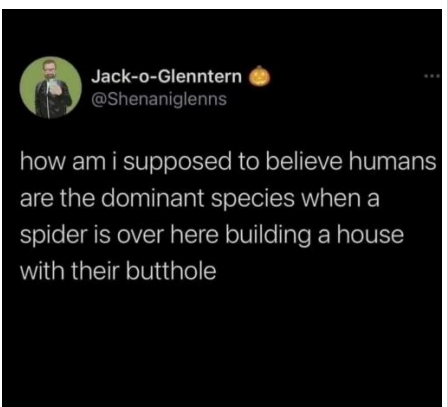 Jack-o-Glenntern 🎃
@Shenaniglenns
how am i supposed to believe humans
are the dominant species when a
spider is over here building a house
with their butthole